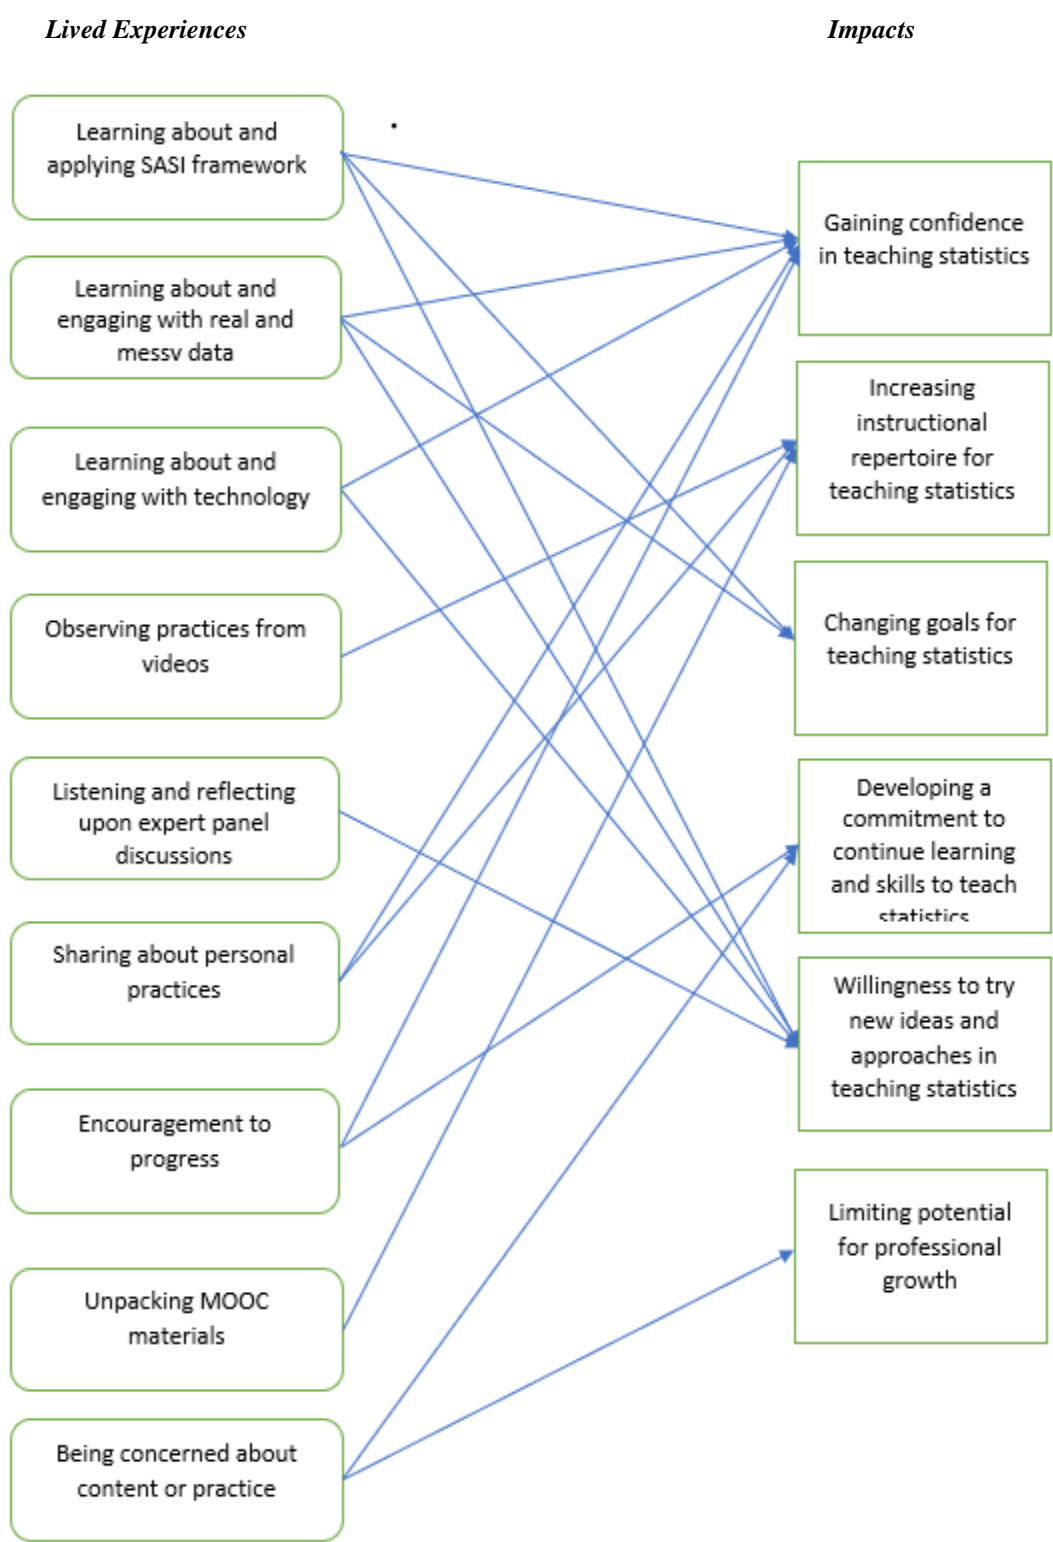 Lived Experiences
Impacts
Learning about and
applying SASI framework
Learning about and
engaging with real and
messv data
Learning about and
engaging with technology
Observing practices from
videos
Listening and reflecting
upon expert panel
discussions
Sharing about personal
practices
Encouragement to
progress
Unpacking MOOC
materials
Being concerned about
content or practice
Gaining confidence
in teaching statistics
Increasing
instructional
repertoire for
teaching statistics
Changing goals for
teaching statistics
Developing a
commitment to
continue learning
and skills to teach
statistics
Willingness to try
new ideas and
approaches in
teaching statistics
Limiting potential
for professional
growth